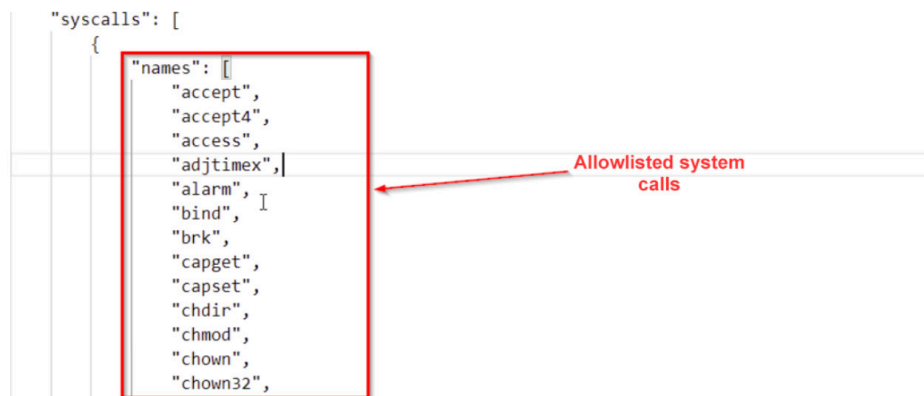 "syscalls": [
{
"names": [
"accept",
"accept4",
"access",
"adjtimex",
"alarm",
"bind",
"brk",
"capget",
"capset",
"chdir",
"chmod",
"chown",
"chown32",
Allowlisted system
calls